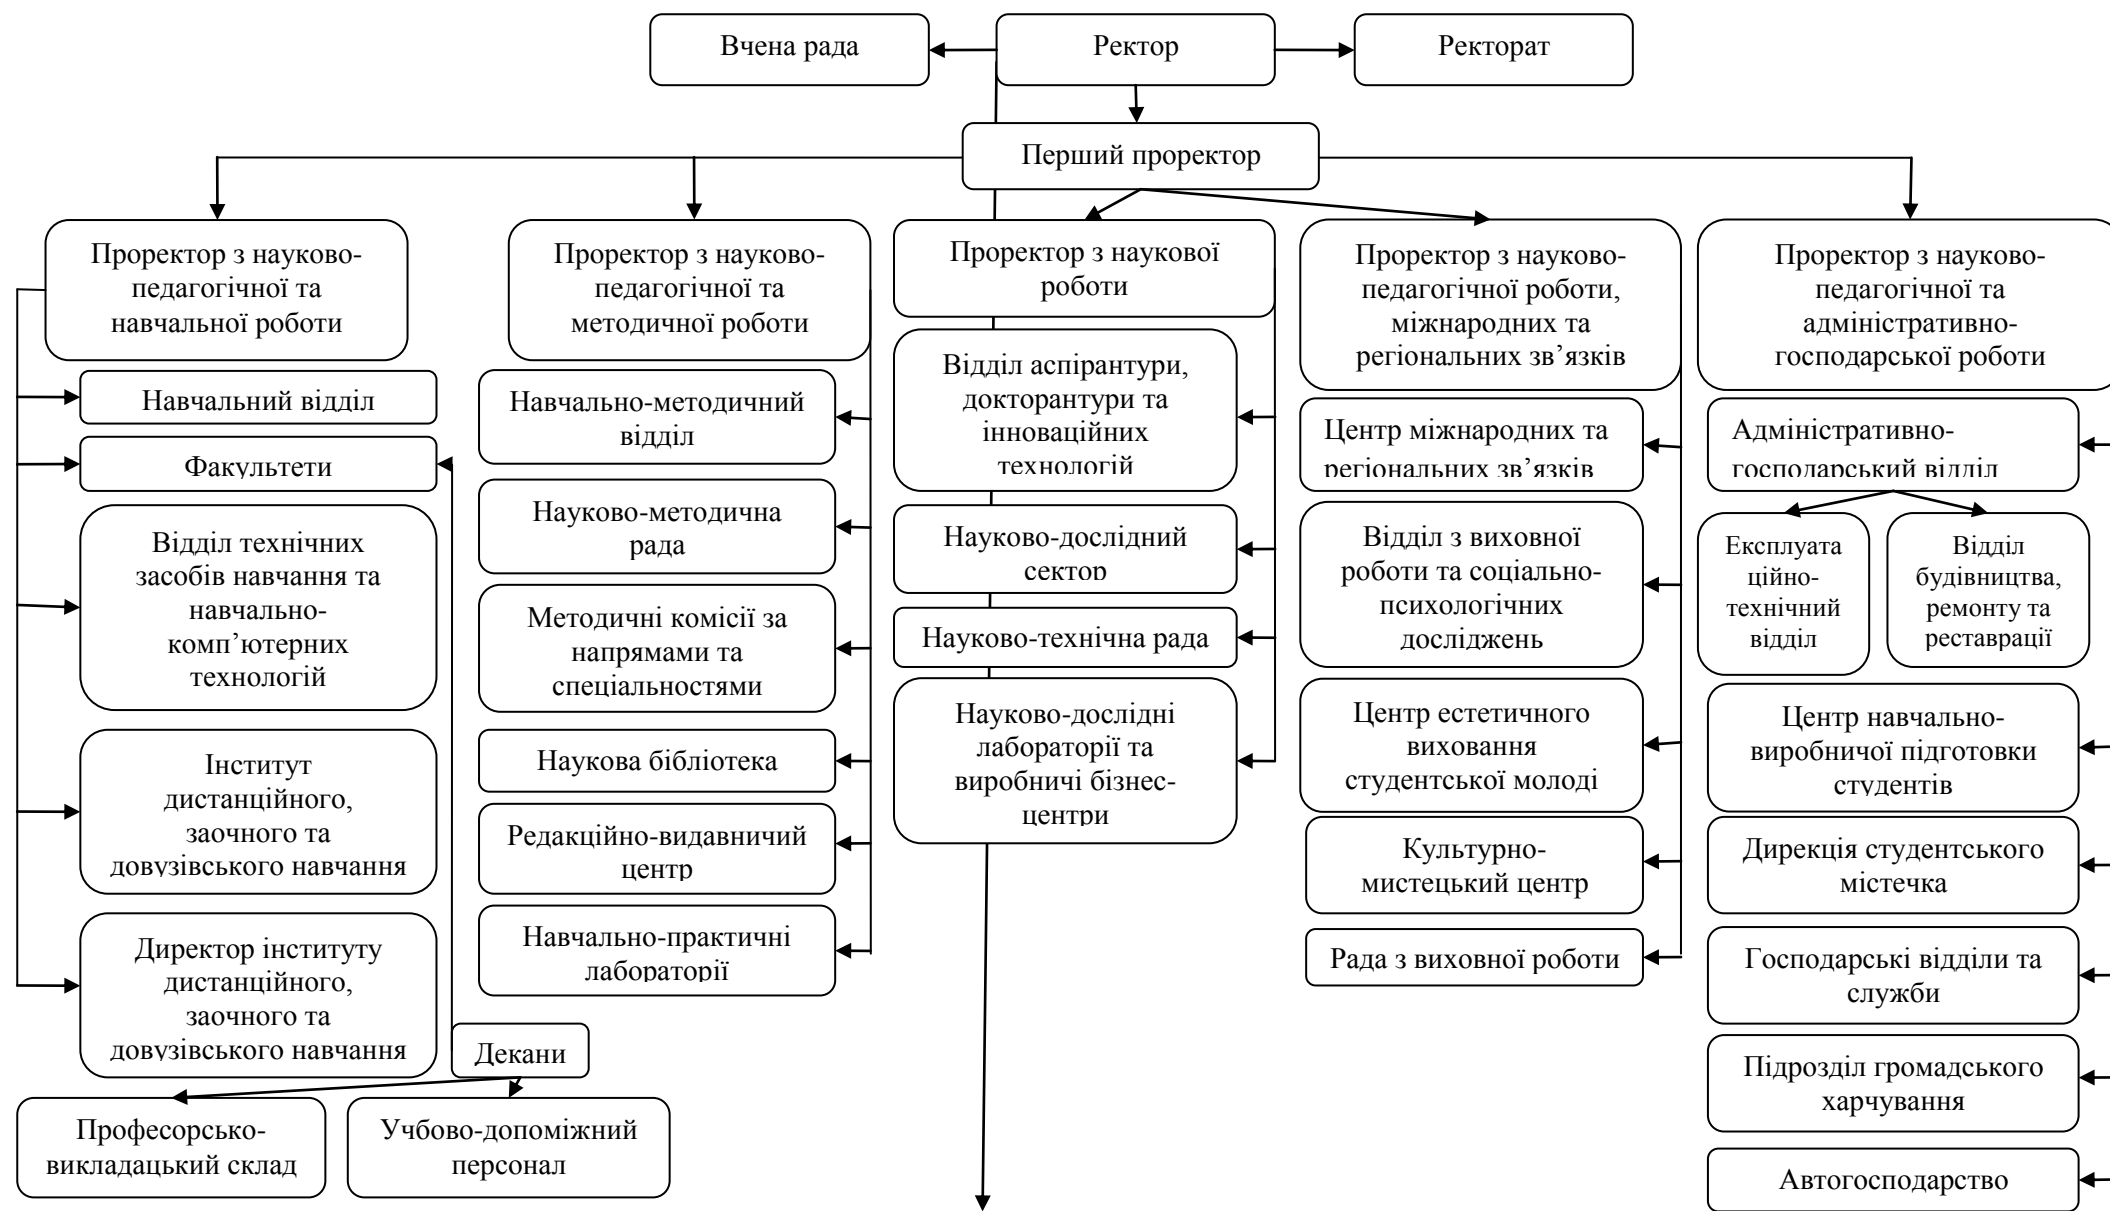 Вчена рада
Ректор
Ректорат
Перший проректор
Проректор з науково-
педагогічної та
навчальної роботи
Навчальний відділ
Факультети
Відділ технічних
засобів навчання та
навчально-
комп’ютерних
технологій
Інститут
дистанційного,
заочного та
довузівського навчання
Директор інституту
дистанційного,
заочного та
довузівського навчання
Декани
Професорсько-
викладацький склад
Учбово-допоміжний
персонал
Проректор з науково-
педагогічної та
методичної роботи
Навчально-методичний
відділ
Науково-методична
рада
Методичні комісії за
напрямами та
спеціальностями
Наукова бібліотека
Редакційно-видавничий
центр
Навчально-практичні
лабораторії
Проректор з наукової
роботи
Відділ аспірантури,
докторантури та
інноваційних
технологій
Науково-дослідний
сектор
Науково-технічна рада
Науково-дослідні
лабораторії та
виробничі бізнес-
центри
Проректор з науково-
педагогічної роботи,
міжнародних та
регіональних зв’язків
Центр міжнародних та
регіональних зв’язків
Відділ з виховної
роботи та соціально-
психологічних
досліджень
Центр естетичного
виховання
студентської молоді
Культурно-
мистецький центр
Рада з виховної роботи
Проректор з науково-
педагогічної та
адміністративно-
господарської роботи
Адміністративно-
господарський відділ
Експлуата
ційно-
технічний
відділ
Відділ
будівництва,
ремонту та
реставрації
Центр навчально-
виробничої підготовки
студентів
Дирекція студентського
містечка
Господарські відділи та
служби
Підрозділ громадського
харчування
Автогосподарство